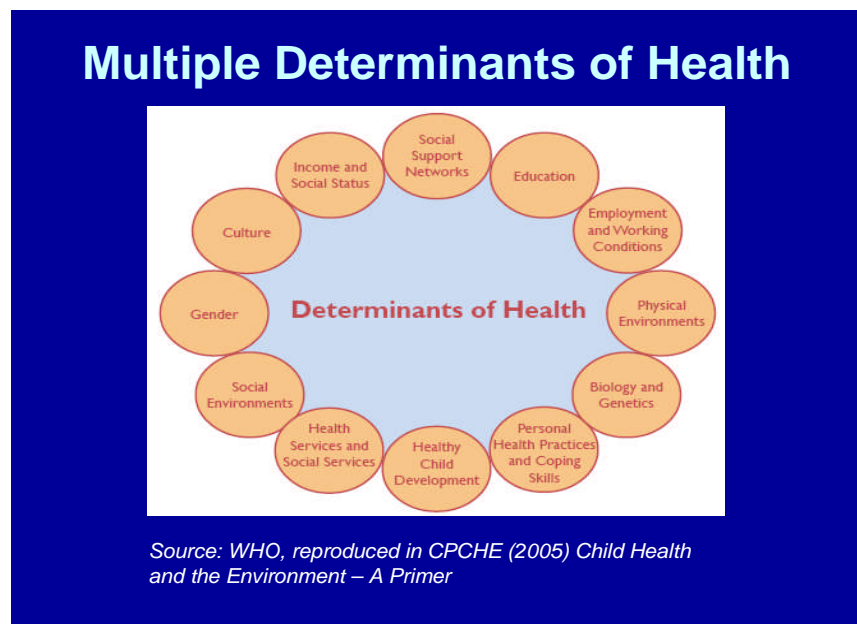 Multiple Determinants of Health
Social
Support
Networks
Education
Employment
and Working
Conditions
Physical
Environments
Biology and
Genetics
Personal
Health Practices
and Coping
Skills
Healthy
Child
Development
Health
Services and
Social Services
Social
Environments
Gender
Culture
Income and
Social Status
Determinants of Health
Source: WHO, reproduced in CPCHE (2005) Child Health
and the Environment – A Primer